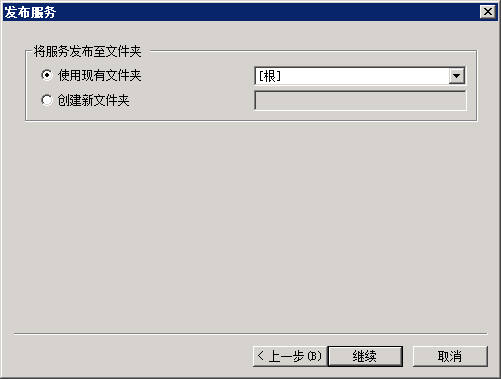 发布服务
将服务发布至文件夹
使用现有文件夹
[根]
创建新文件夹
< 上一步(B) 继续 取消